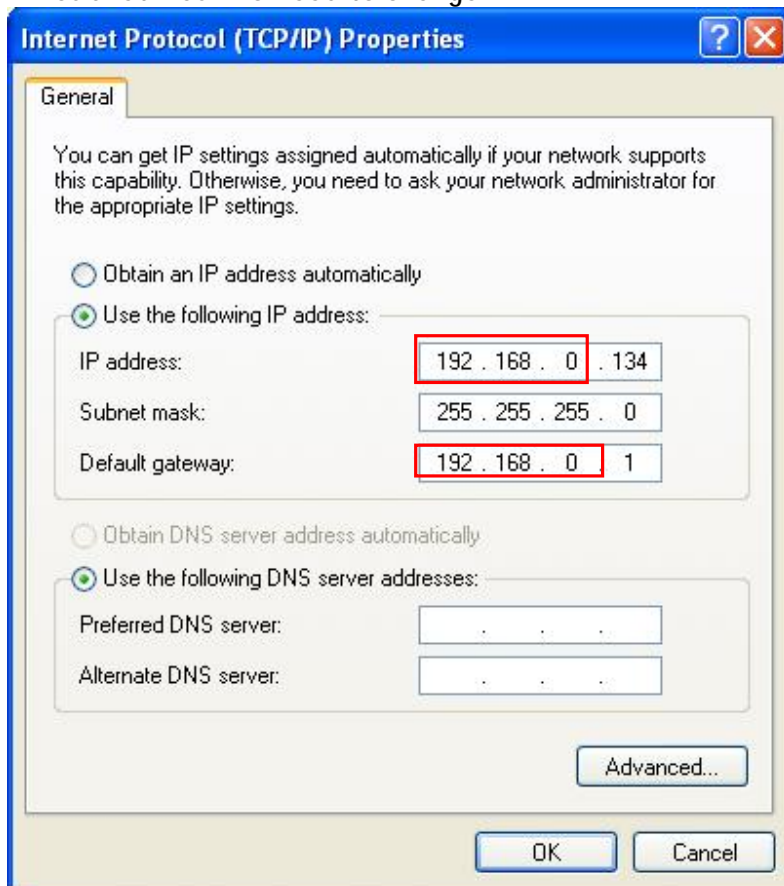 Internet Protocol (TCP/IP) Properties
?
General
You can get IP settings assigned automatically if your network supports
this capability. Otherwise, you need to ask your network administrator for
the appropriate IP settings.
Obtain an IP address automatically
Use the following IP address:
IP address: 192 . 168 . 0 . 134
Subnet mask: 255 . 255 . 255 . 0
Default gateway: 192 . 168 . 0 . 1
Obtain DNS server address automatically
Use the following DNS server addresses:
Preferred DNS server: . . .
Alternate DNS server: . . .
Advanced...
OK Cancel